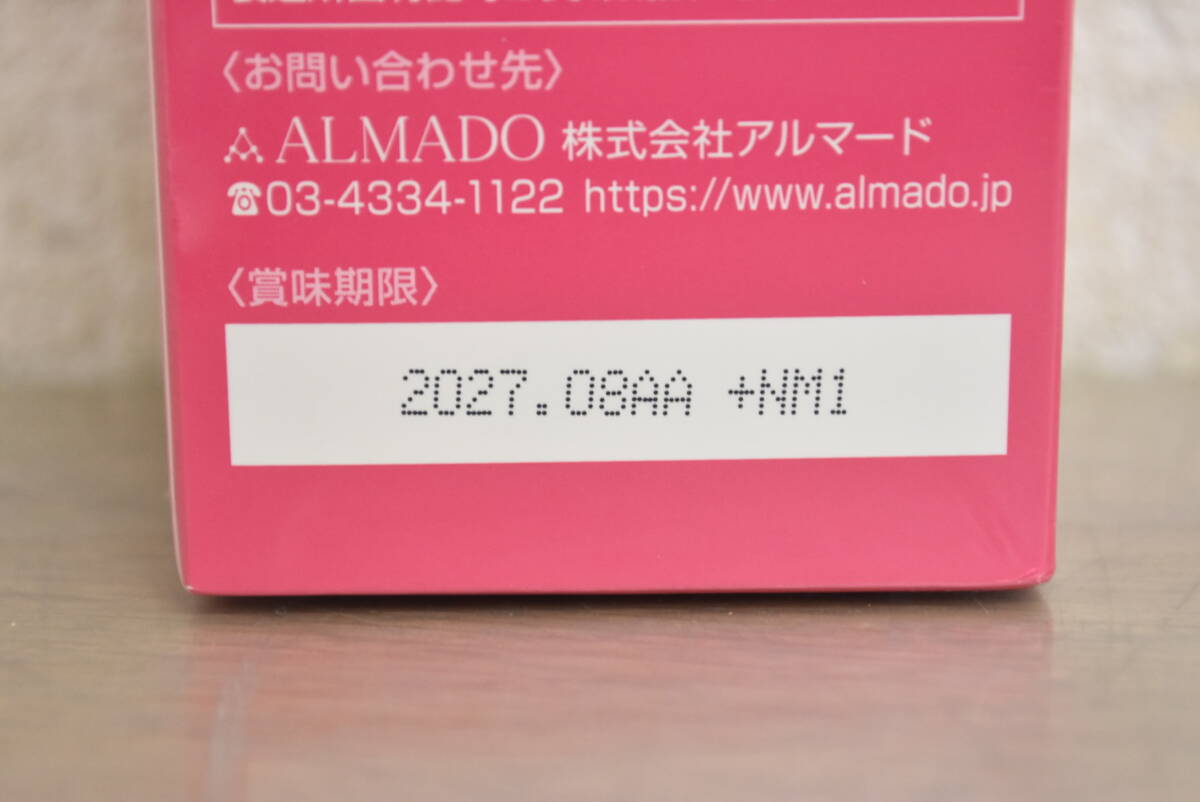 〈お問い合わせ先〉
ALMADO 株式会社アルマード
☎03-4334-1122 https://www.almado.jp
〈賞味期限〉
2027.08AA +NM1